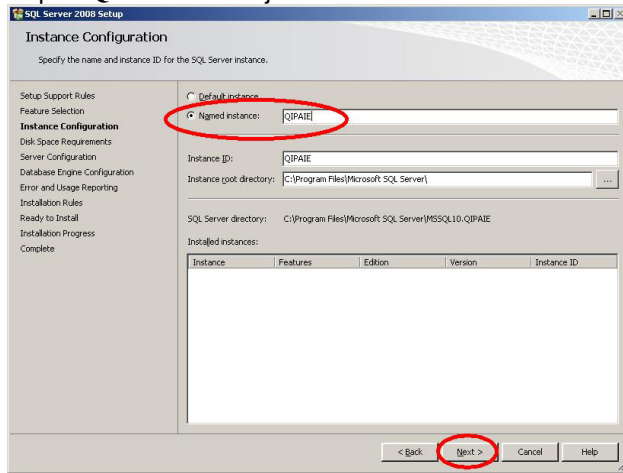 SQL Server 2008 Setup
Instance Configuration
Specify the name and instance ID for the SQL Server instance.
Setup Support Rules
Feature Selection
Instance Configuration
Disk Space Requirements
Server Configuration
Database Engine Configuration
Error and Usage Reporting
Installation Rules
Ready to Install
Installation Progress
Complete
Default instance
Named instance: QIPAIE
Instance ID: QIPAIE
Instance root directory: C:\Program Files\Microsoft SQL Server\ ...
SQL Server directory: C:\Program Files\Microsoft SQL Server\MSSQL10.QIPAIE
Installed instances:
Instance Features Edition Version Instance ID
< Back Next > Cancel Help